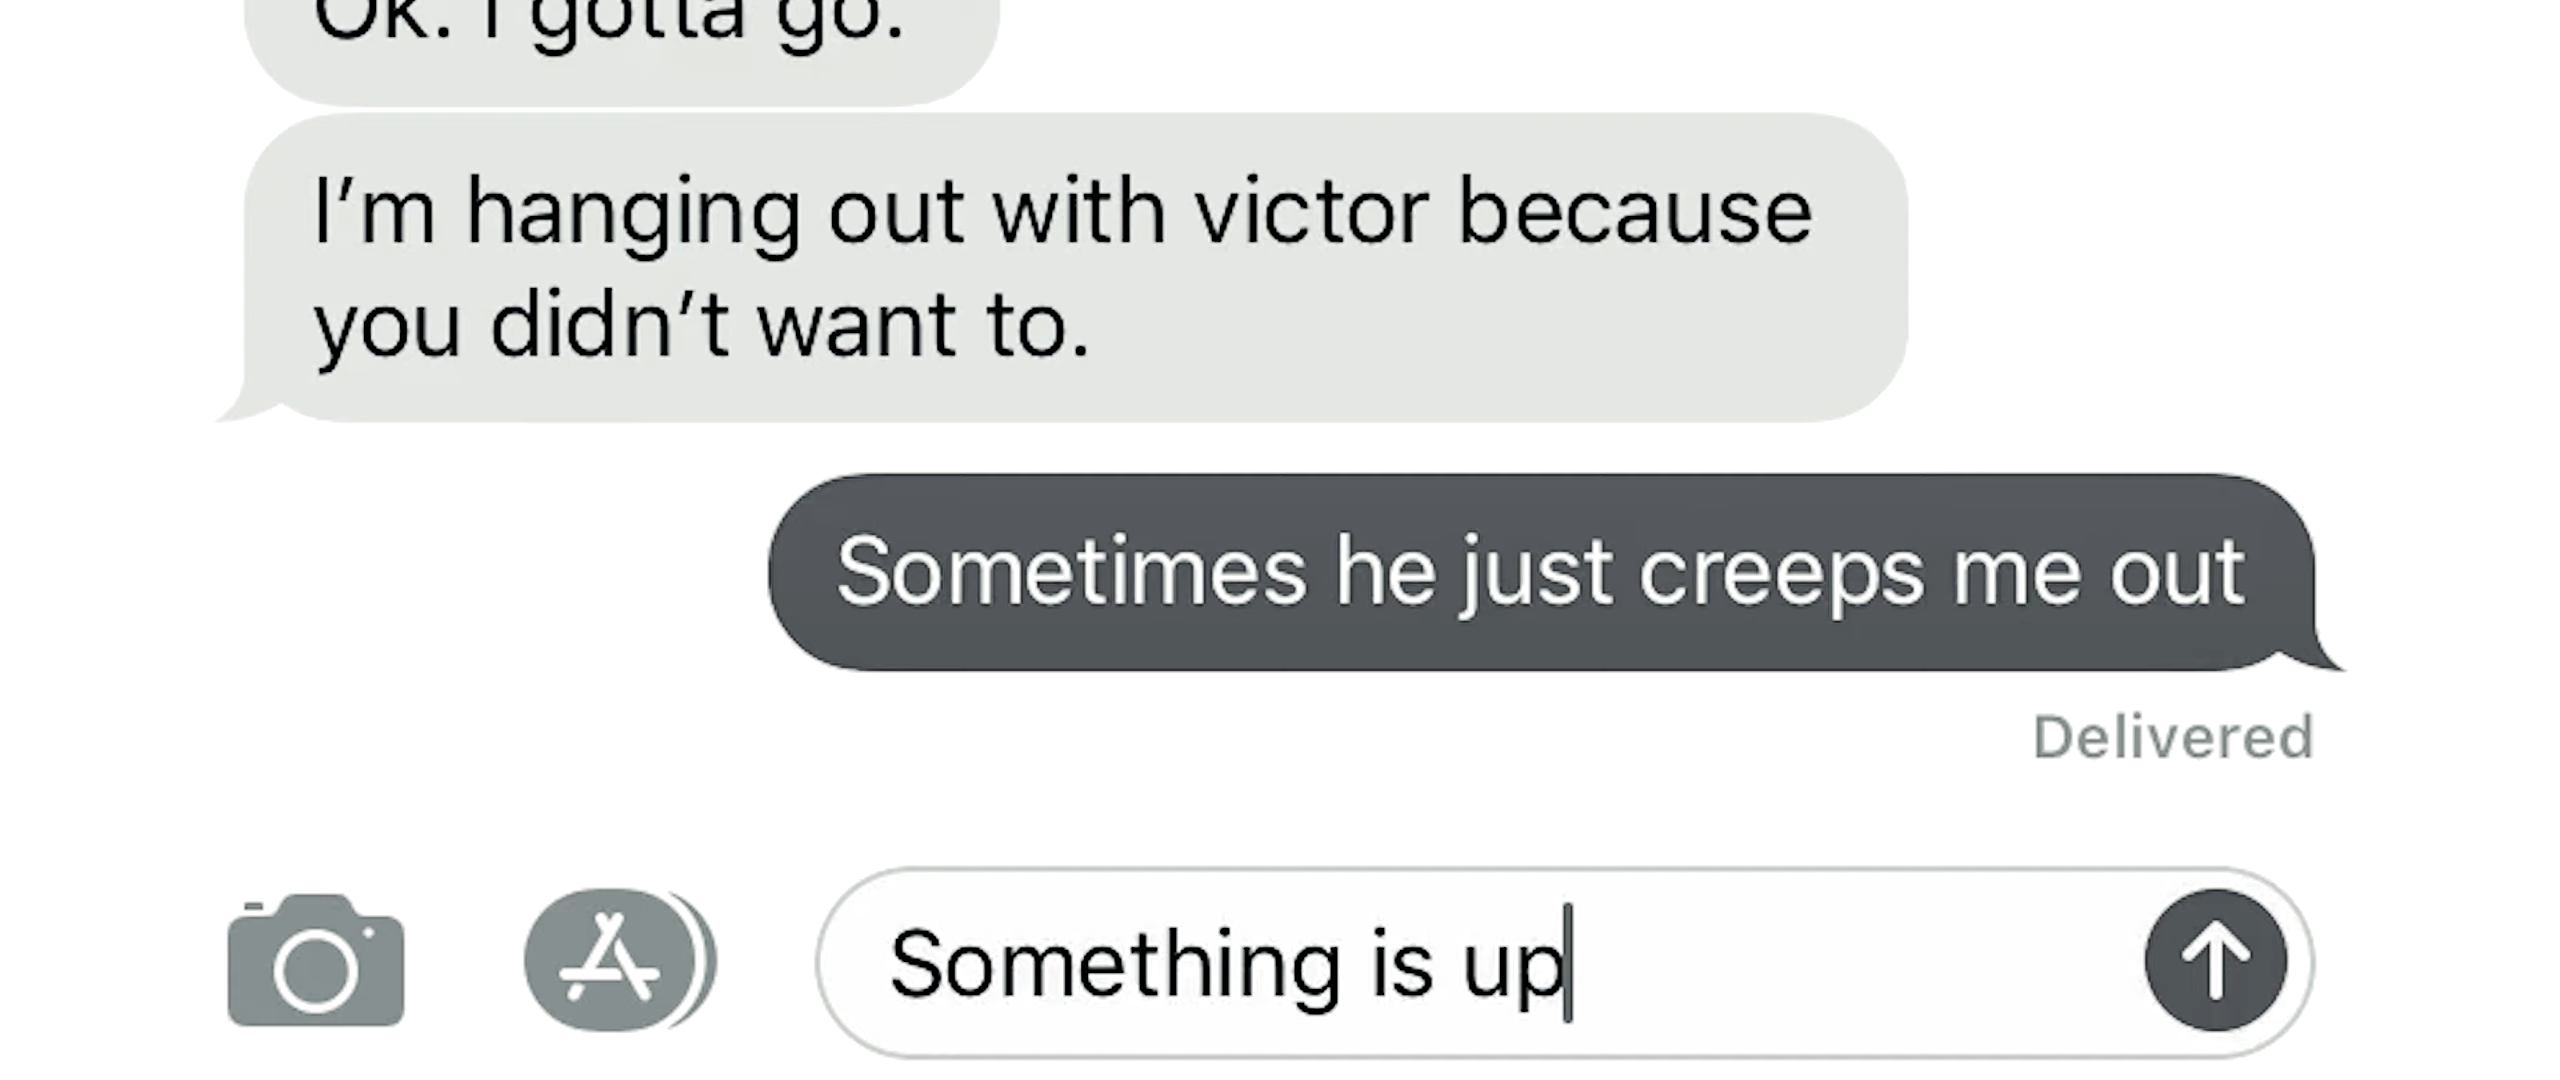 Ok. I gotta go.
I’m hanging out with victor because
you didn’t want to.
Sometimes he just creeps me out
Delivered
Something is up